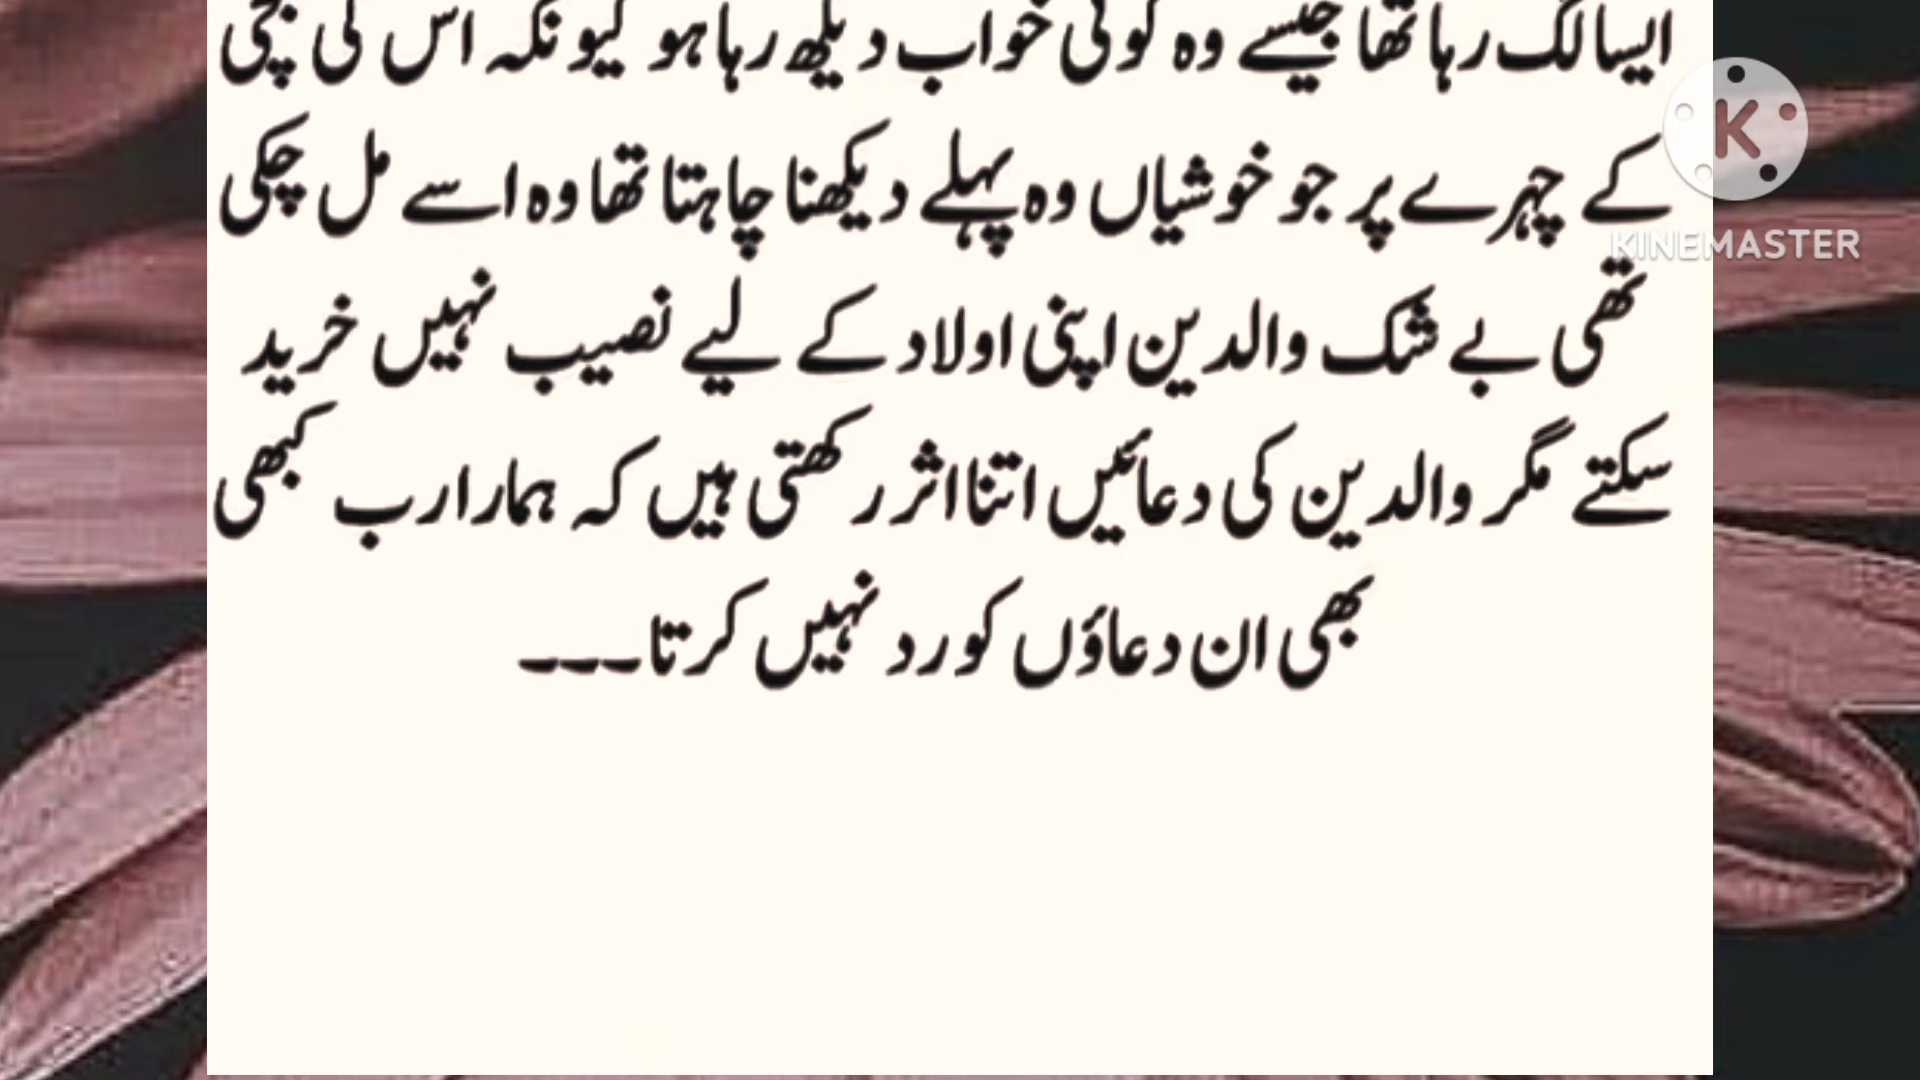 ایسا لگ رہا تھا جیسے وہ کوئی خواب دیکھ رہا ہو کیونکہ اس کی بچی
کے چہرے پر جو خوشیاں وہ پہلے دیکھنا چاہتا تھا وہ اسے مل چکی
تھی بے شک والدین اپنی اولاد کے لیے نصیب نہیں خرید
سکتے مگر والدین کی دعائیں اتنا اثر رکھتی ہیں کہ ہمارا رب کبھی
بھی ان دعاؤں کو رد نہیں کرتا۔۔۔
K
KINEMASTER